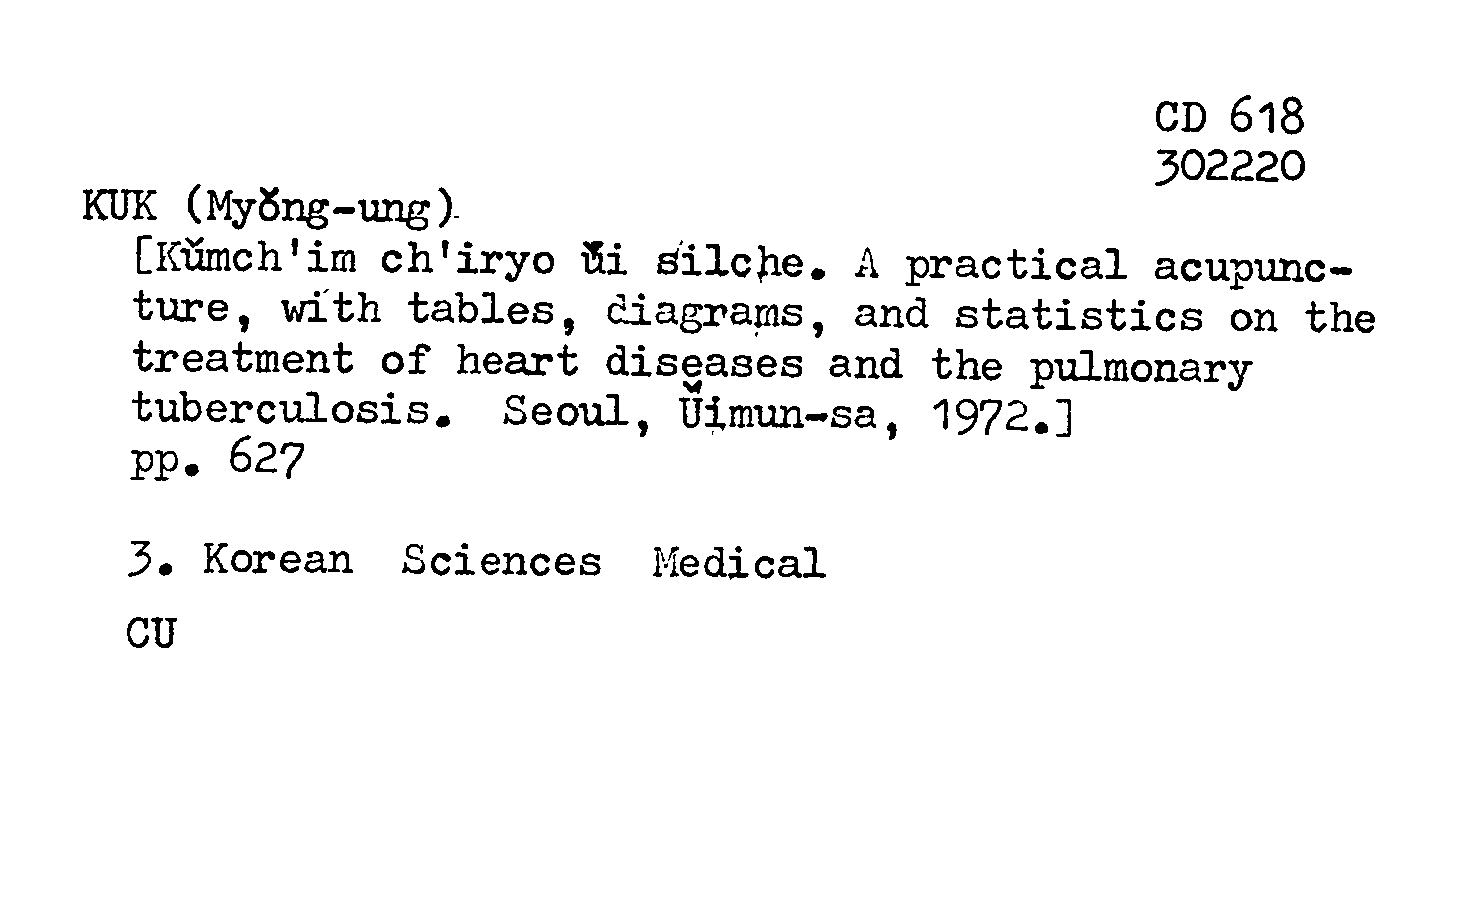 CD 618
302220
KUK (Myŏng-ung)
[Kŭmch'im ch'iryo ŭi silche. A practical acupunc-
ture, with tables, diagrams, and statistics on the
treatment of heart diseases and the pulmonary
tuberculosis. Seoul, Ŭimun-sa, 1972.]
pp. 627
3. Korean Sciences Medical
CU